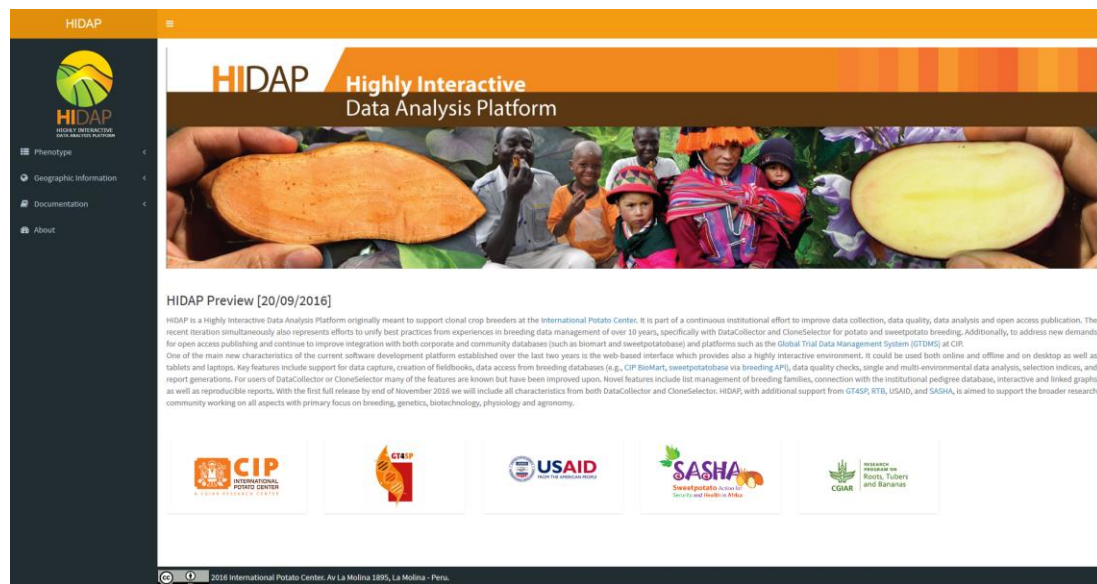 HIDAP
HIDAP
HIGHLY INTERACTIVE
DATA ANALYSIS PLATFORM
Phenotype
Geographic Information
Documentation
About
HIDAP
Highly Interactive
Data Analysis Platform
HIDAP Preview [20/09/2016]
HIDAP is a Highly Interactive Data Analysis Platform originally meant to support clonal crop breeders at the International Potato Center. It is part of a continuous institutional effort to improve data collection, data quality, data analysis and open access publication. The
recent iteration simultaneously also represents efforts to unify best practices from experiences in breeding data management of over 10 years, specifically with DataCollector and CloneSelector for potato and sweetpotato breeding. Additionally, to address new demands
for open access publishing and continue to improve integration with both corporate and community databases (such as biomart and sweetpotatobase) and platforms such as the Global Trial Data Management System (GTDMS) at CIP.
One of the main new characteristics of the current software development platform established over the last two years is the web-based interface which provides also a highly interactive environment. It could be used both online and offline and on desktop as well as
tablets and laptops. Key features include support for data capture, creation of fieldbooks, data access from breeding databases (e.g., CIP BioMart, sweetpotatobase via breeding API), data quality checks, single and multi-environmental data analysis, selection indices, and
report generations. For users of DataCollector or CloneSelector many of the features are known but have been improved upon. Novel features include list management of breeding families, connection with the institutional pedigree database, interactive and linked graphs
as well as reproducible reports. With the first full release by end of November 2016 we will include all characteristics from both DataCollector and CloneSelector. HIDAP, with additional support from GT4SP, RTB, USAID, and SASHA, is aimed to support the broader research
community working on all aspects with primary focus on breeding, genetics, biotechnology, physiology and agronomy.
CIP
INTERNATIONAL
POTATO CENTER
A CGIAR RESEARCH CENTER
GT4SP
USAID
FROM THE AMERICAN PEOPLE
SASHA
Sweetpotato Action for
Security and Health in Africa
CGIAR
RESEARCH
PROGRAM ON
Roots, Tubers
and Bananas
cc
2016 International Potato Center. Av La Molina 1895, La Molina - Peru.